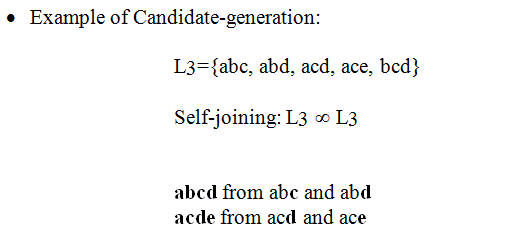 • Example of Candidate-generation:
L3={abc, abd, acd, ace, bcd}
Self-joining: L3 ∞ L3
abcd from abc and abd
acde from acd and ace